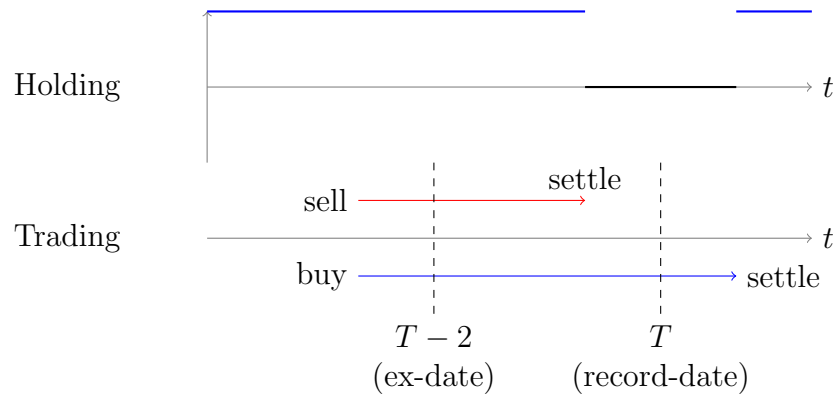 Holding
t
settle
sell
Trading
t
buy
settle
T − 2
T
(ex-date)
(record-date)